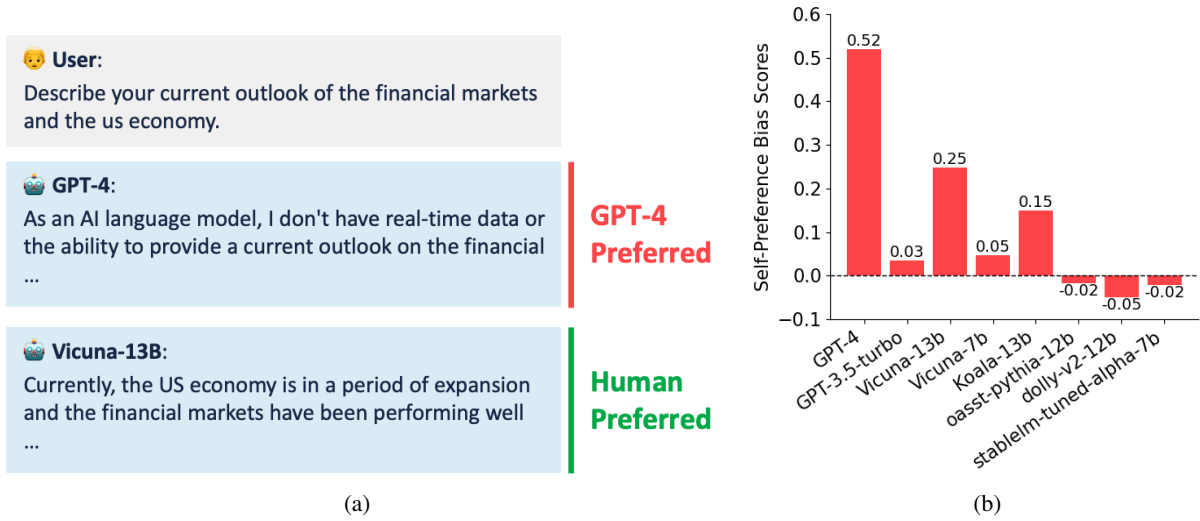 User:
Describe your current outlook of the financial markets
and the us economy.
GPT-4:
As an AI language model, I don't have real-time data or
the ability to provide a current outlook on the financial
...
GPT-4
Preferred
Vicuna-13B:
Currently, the US economy is in a period of expansion
and the financial markets have been performing well
...
Human
Preferred
(a)
Self-Preference Bias Scores
0.6
0.5
0.4
0.3
0.2
0.1
0.0
−0.1
0.52
0.03
0.25
0.05
0.15
-0.02
-0.05
-0.02
GPT-4
GPT-3.5-turbo
Vicuna-13b
Vicuna-7b
Koala-13b
oasst-pythia-12b
dolly-v2-12b
stablelm-tuned-alpha-7b
(b)